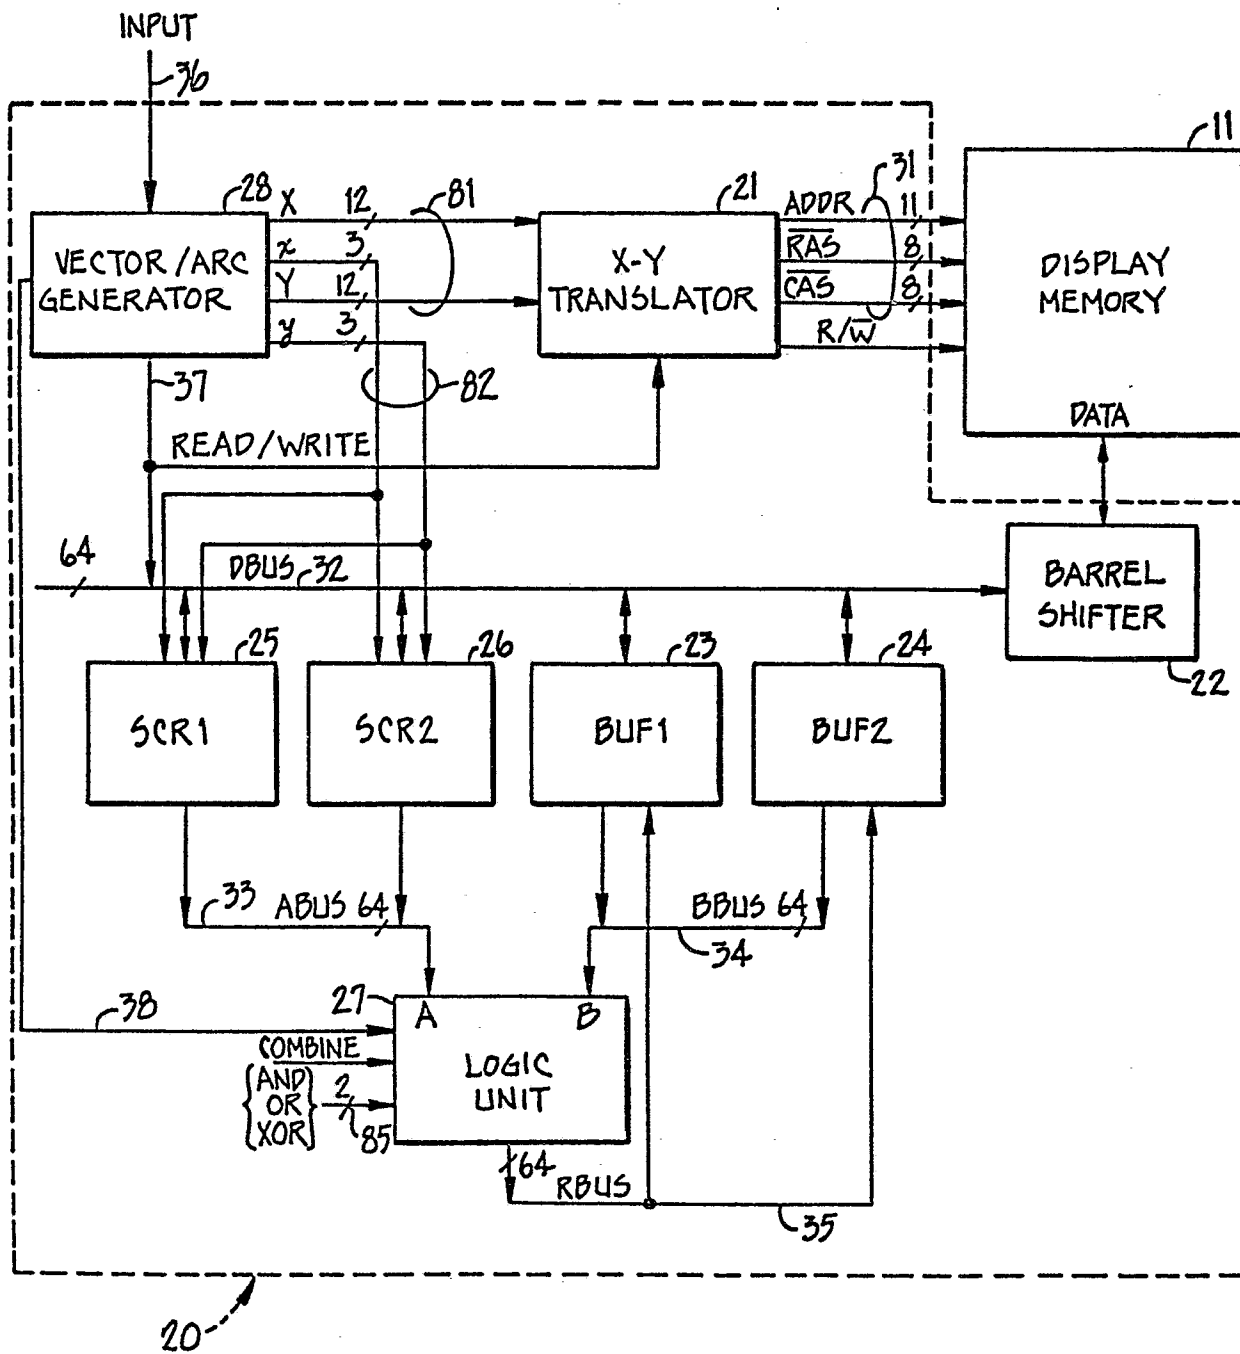 INPUT
36
11
28
X 12
81
21
ADDR 11
31
VECTOR/ARC
GENERATOR
x 3
Y 12
y 3
X-Y
TRANSLATOR
R̅A̅S̅ 8
C̅A̅S̅ 8
R/W̅
DISPLAY
MEMORY
37
82
READ/WRITE
DATA
64
DBUS 32
BARREL
SHIFTER
22
25
26
23
24
SCR1
SCR2
BUF1
BUF2
33
ABUS 64
BBUS 64
34
38
27
A
B
COMBINE
LOGIC
UNIT
AND
OR
XOR
2
85
64
RBUS
35
20